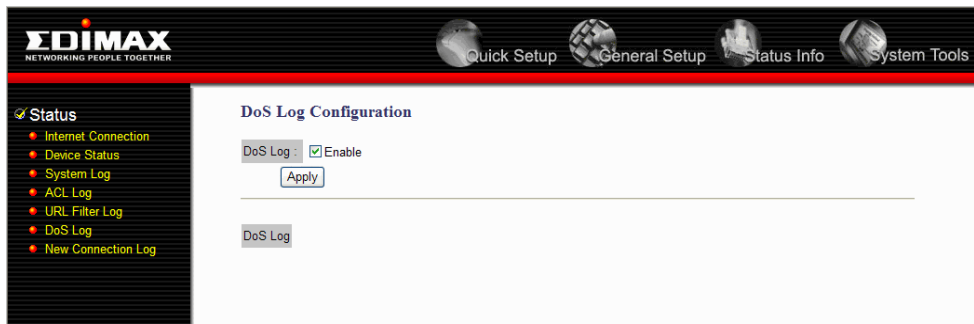 EDIMAX
NETWORKING PEOPLE TOGETHER
Quick Setup
General Setup
Status Info
System Tools
Status
Internet Connection
Device Status
System Log
ACL Log
URL Filter Log
DoS Log
New Connection Log
DoS Log Configuration
DoS Log : Enable
Apply
DoS Log